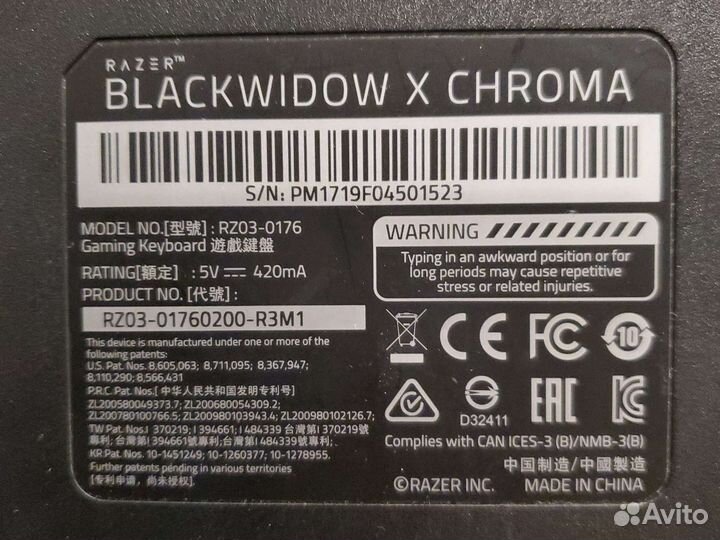 RAZER™
BLACKWIDOW X CHROMA
S/N: PM1719F04501523
MODEL NO.[型號] : RZ03-0176
Gaming Keyboard 遊戲鍵盤
RATING[額定] : 5V ⎓ 420mA
PRODUCT NO. [代號] :
RZ03-01760200-R3M1
This device is manufactured under one or more of the
following patents:
U.S. Pat. Nos. 8,605,063; 8,711,095; 8,367,947;
8,110,290; 8,566,431
P.R.C. Pat. Nos.[ 中华人民共和国发明专利号]
ZL200580049373.7; ZL200680054309.2;
ZL200780100766.5; ZL200980103943.4; ZL200980102126.7;
TW Pat. Nos.I 370219; I 394661; I 484339 台灣第I 370219號
專利; 台灣第I 394661號專利; 台灣第I 484339號專利
KR Pat. Nos. 10-1451249; 10-1260377; 10-1278955.
Further patents pending in various territories
[专利申请，尚未授权]
WARNING
Typing in an awkward position or for
long periods may cause repetitive
stress or related injuries.
CE FC 10
D32411
EAC
Complies with CAN ICES-3 (B)/NMB-3(B)
中国制造/中國製造
©RAZER INC. MADE IN CHINA
Avito